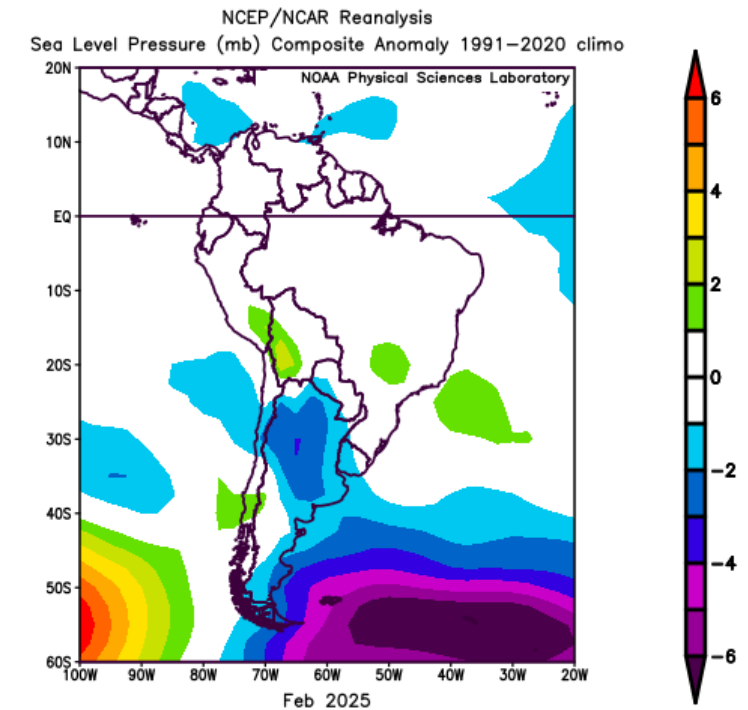 NCEP/NCAR Reanalysis
Sea Level Pressure (mb) Composite Anomaly 1991−2020 climo
NOAA Physical Sciences Laboratory
20N
10N
EQ
10S
20S
30S
40S
50S
60S
100W 90W 80W 70W 60W 50W 40W 30W 20W
Feb 2025
6
4
2
0
−2
−4
−6